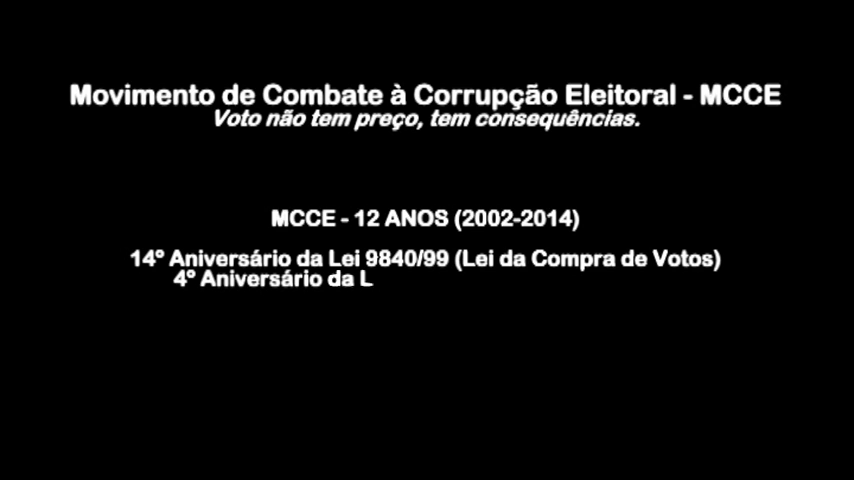 Movimento de Combate à Corrupção Eleitoral - MCCE
Voto não tem preço, tem consequências.
MCCE - 12 ANOS (2002-2014)
14º Aniversário da Lei 9840/99 (Lei da Compra de Votos)
4º Aniversário da L